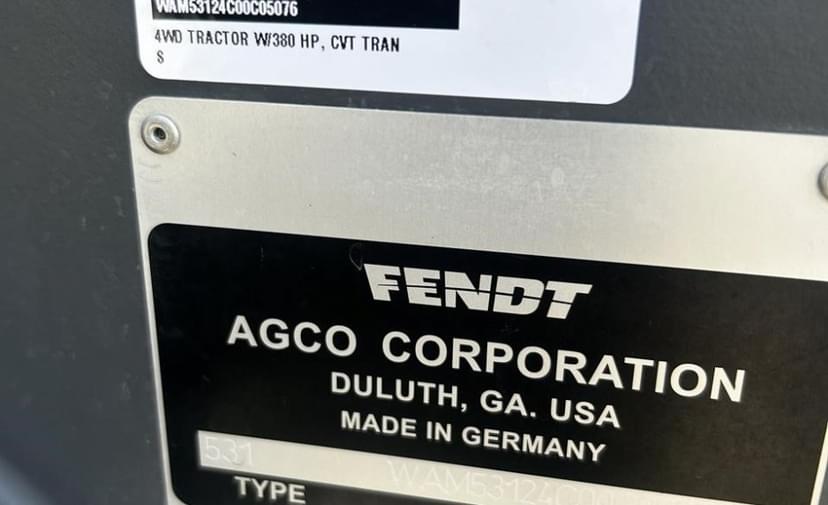 WAM53124C00C05076
4WD TRACTOR W/380 HP, CVT TRAN
S
FENDT
AGCO CORPORATION
DULUTH, GA. USA
MADE IN GERMANY
531 WAM53124C00
TYPE